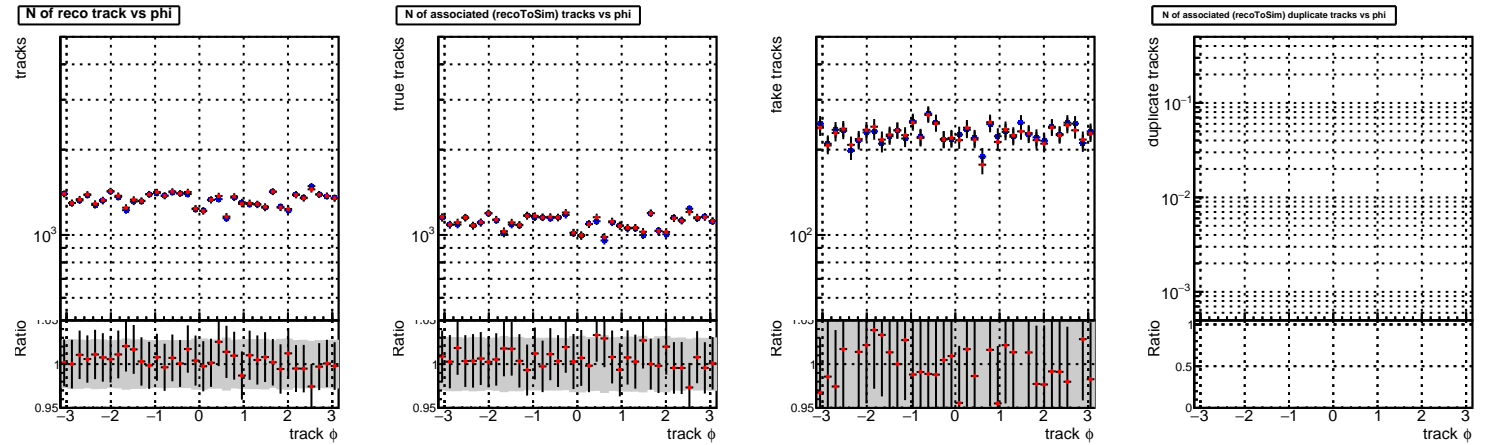 N of reco track vs phi
tracks
10³
Ratio
1.05
1
0.95
−3 −2 −1 0 1 2 3
track ϕ
N of associated (recoToSim) tracks vs phi
true tracks
10³
Ratio
1.05
1
0.95
−3 −2 −1 0 1 2 3
track ϕ
fake tracks
10²
Ratio
1.05
1
0.95
−3 −2 −1 0 1 2 3
track ϕ
N of associated (recoToSim) duplicate tracks vs phi
duplicate tracks
10⁻¹
10⁻²
10⁻³
Ratio
1
0.5
0
−3 −2 −1 0 1 2 3
track ϕ